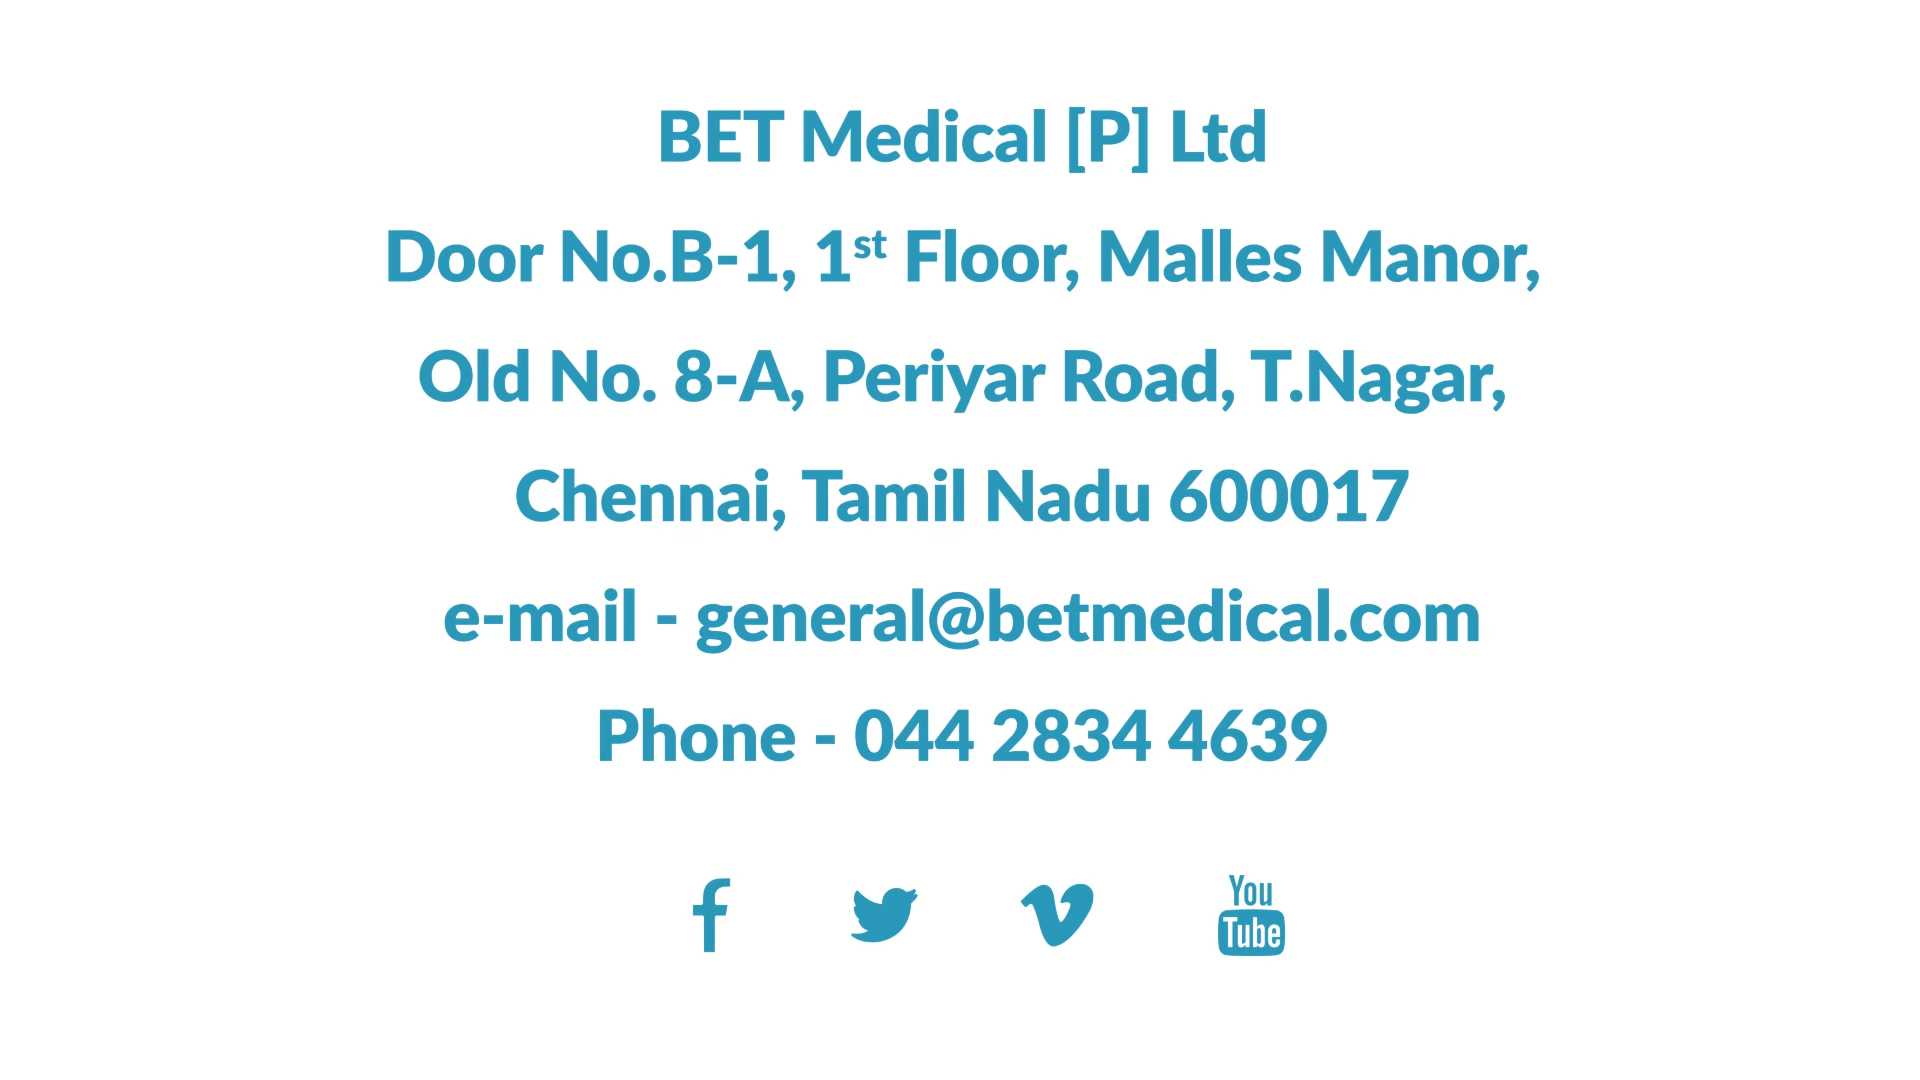 BET Medical [P] Ltd
Door No.B-1, 1st Floor, Malles Manor,
Old No. 8-A, Periyar Road, T.Nagar,
Chennai, Tamil Nadu 600017
e-mail - general@betmedical.com
Phone - 044 2834 4639
You
Tube